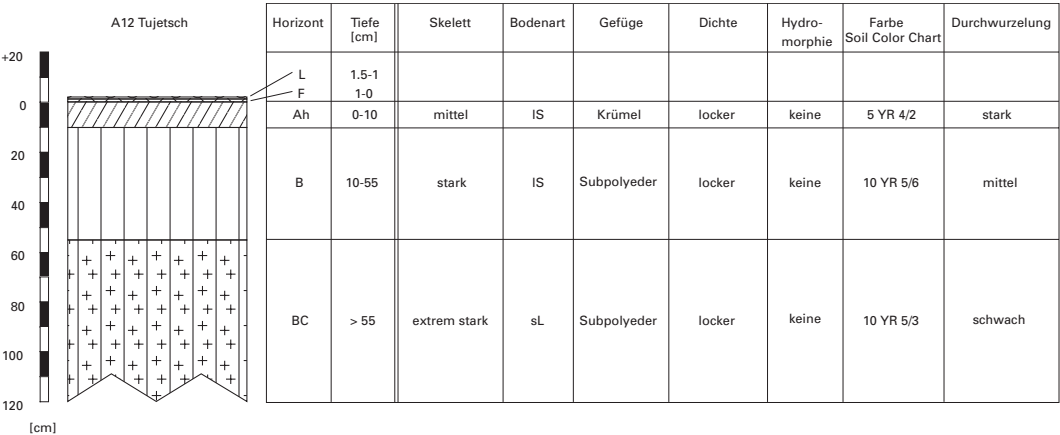 A12 Tujetsch
Horizont Tiefe [cm] Skelett Bodenart Gefüge Dichte Hydro-morphie Farbe Soil Color Chart Durchwurzelung
L 1.5-1
F 1-0
Ah 0-10 mittel lS Krümel locker keine 5 YR 4/2 stark
B 10-55 stark lS Subpolyeder locker keine 10 YR 5/6 mittel
BC > 55 extrem stark sL Subpolyeder locker keine 10 YR 5/3 schwach
+20
0
20
40
60
80
100
120
[cm]